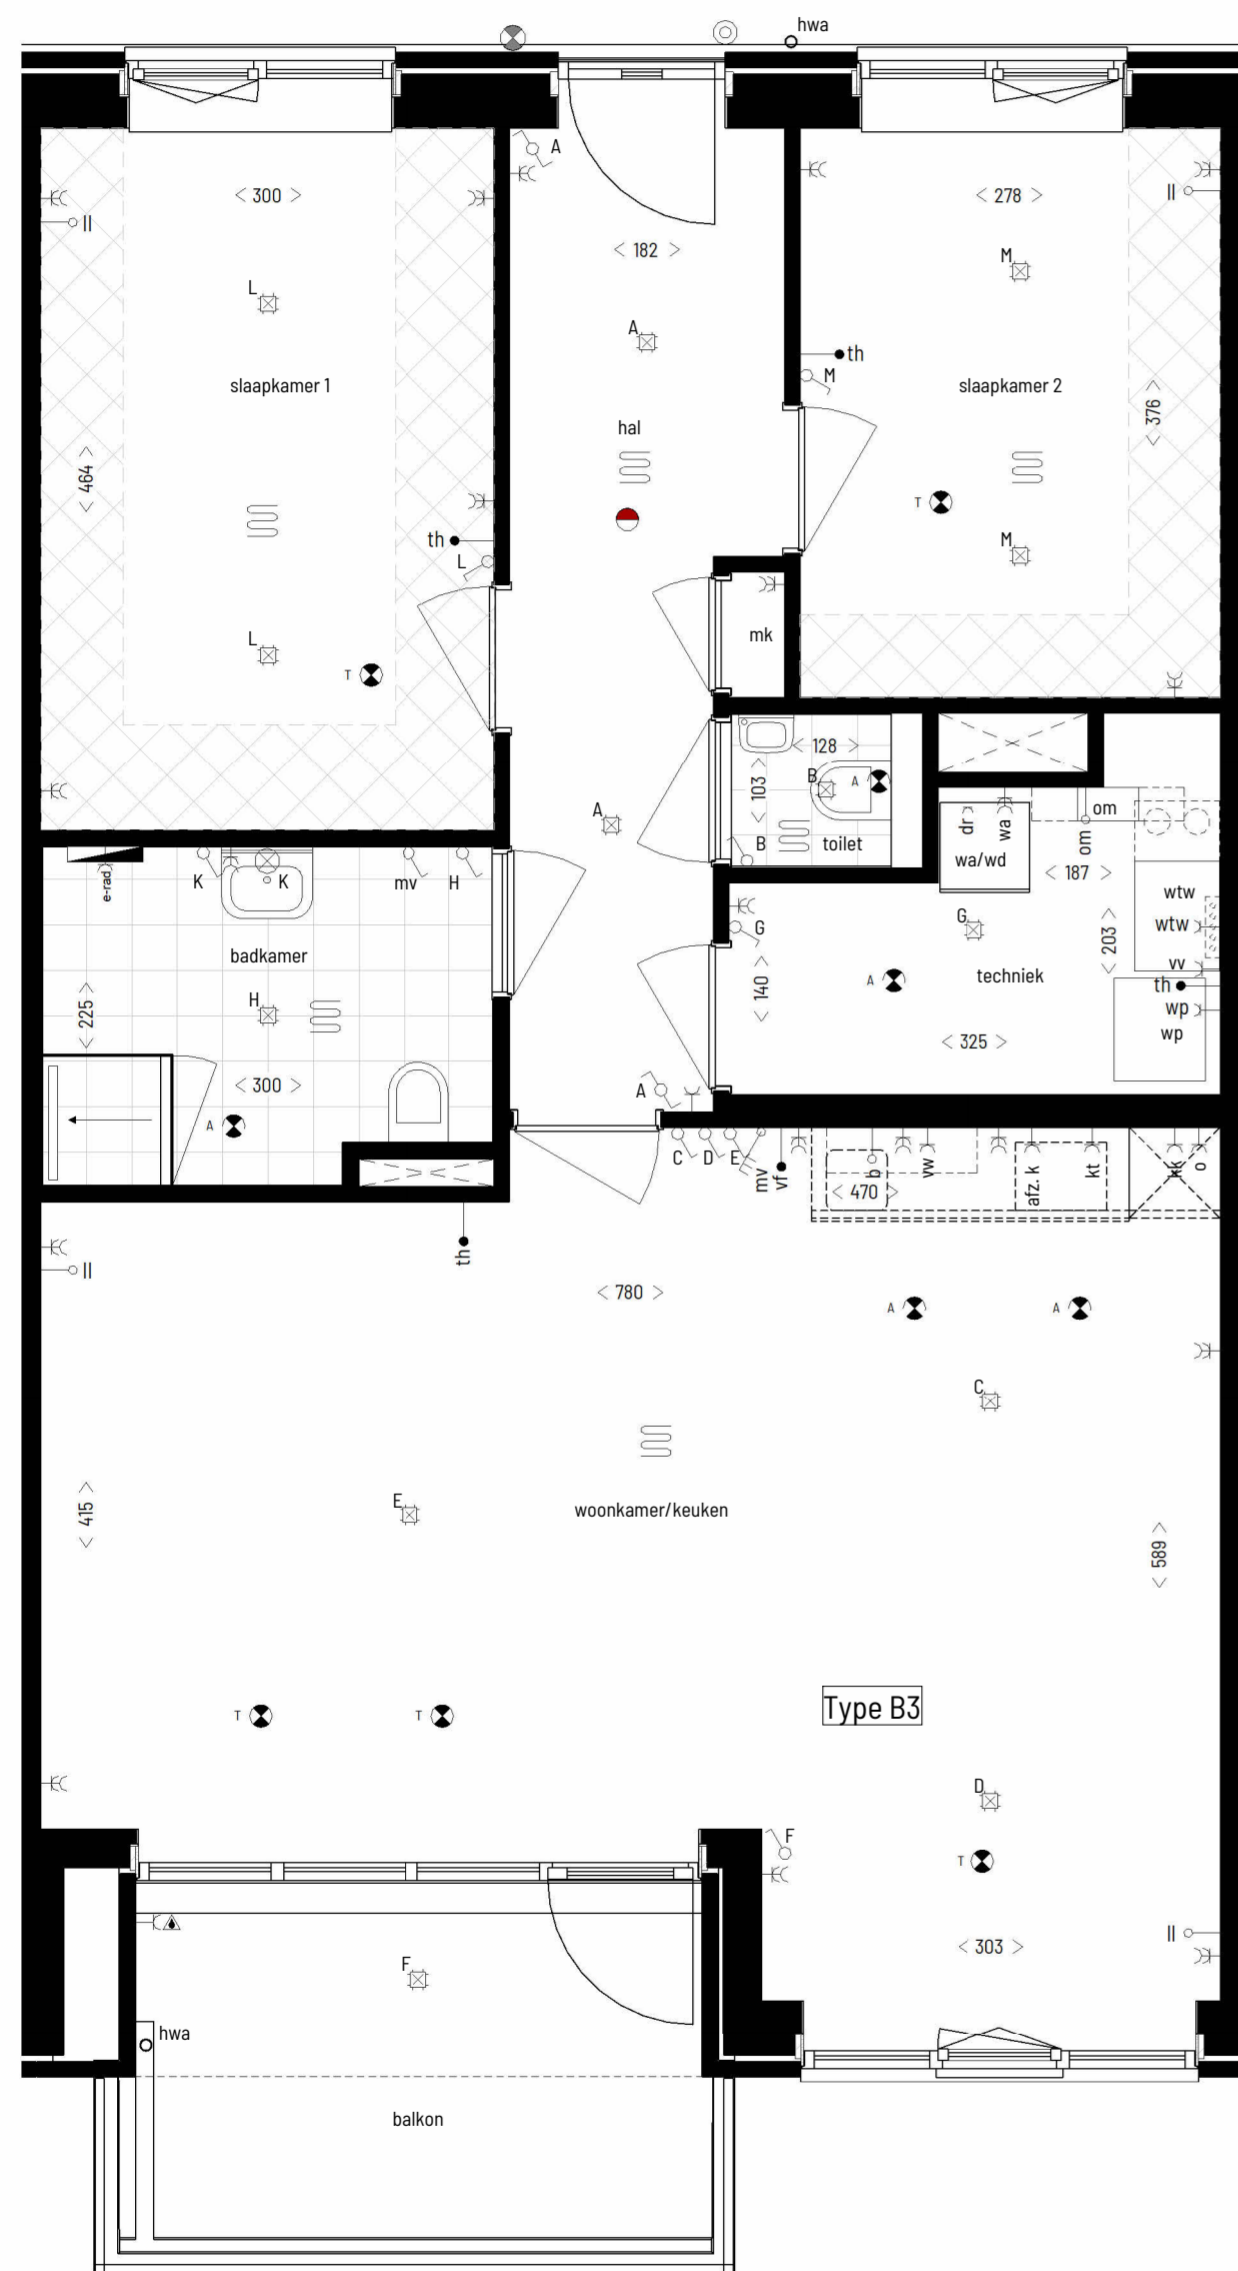 hwa
A
< 300 >
< 278 >
||
||
< 182 >
M
L
A
th
M
slaapkamer 1
slaapkamer 2
< 376 >
hal
< 464 >
T
th
L
M
L
mk
T
< 128 >
B
A
< 103 >
A
om
dr
wa
om
B
toilet
wa/wd
K
K
mv
H
e-rad
< 187 >
wtw
G
G
wtw
< 203 >
badkamer
vv
techniek
A
< 140 >
th
H
< 225 >
wp
wp
< 325 >
< 300 >
A
A
C
D
E
mv
vf
b
vw
afz. k
kt
kk
o
< 470 >
th
||
< 780 >
A
A
C
E
woonkamer/keuken
< 415 >
< 589 >
Type B3
T
T
D
F
T
||
< 303 >
F
hwa
balkon